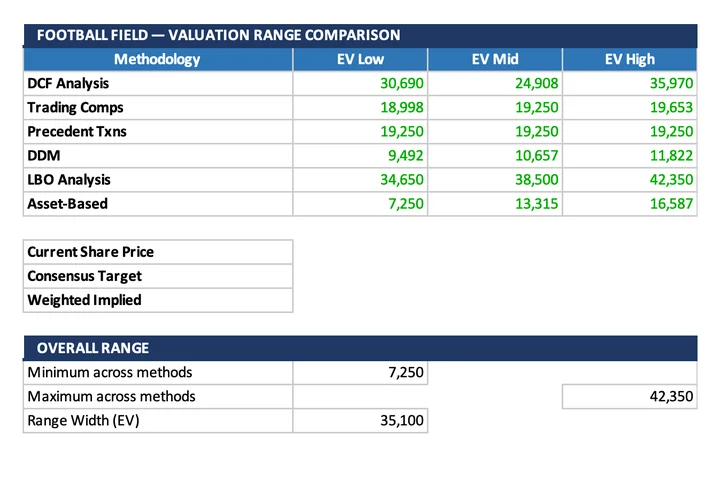 FOOTBALL FIELD — VALUATION RANGE COMPARISON
Methodology EV Low EV Mid EV High
DCF Analysis 30,690 24,908 35,970
Trading Comps 18,998 19,250 19,653
Precedent Txns 19,250 19,250 19,250
DDM 9,492 10,657 11,822
LBO Analysis 34,650 38,500 42,350
Asset-Based 7,250 13,315 16,587
Current Share Price
Consensus Target
Weighted Implied
OVERALL RANGE
Minimum across methods 7,250
Maximum across methods 42,350
Range Width (EV) 35,100